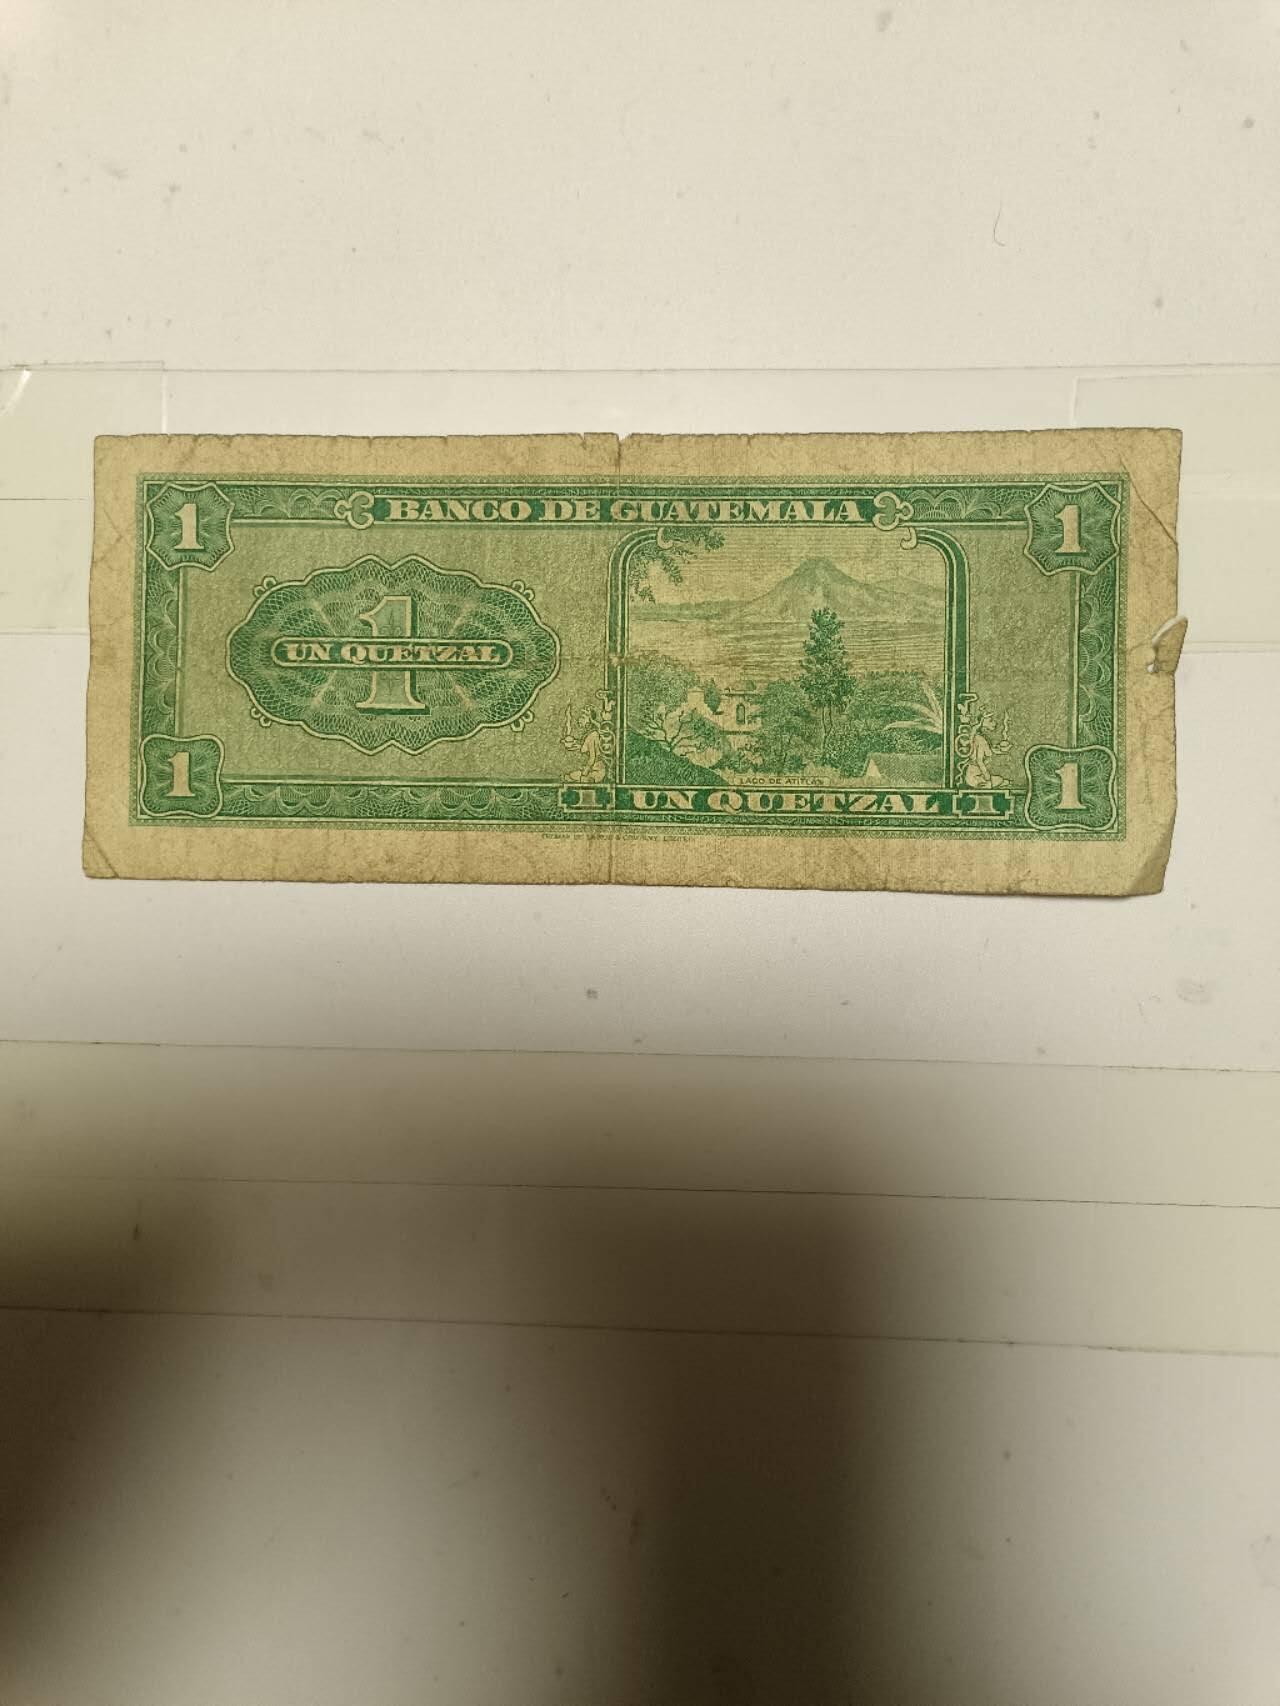 1 BANCO DE GUATEMALA 1
1
UN QUETZAL
LAGO DE ATITLAN
1 1 UN QUETZAL 1 1